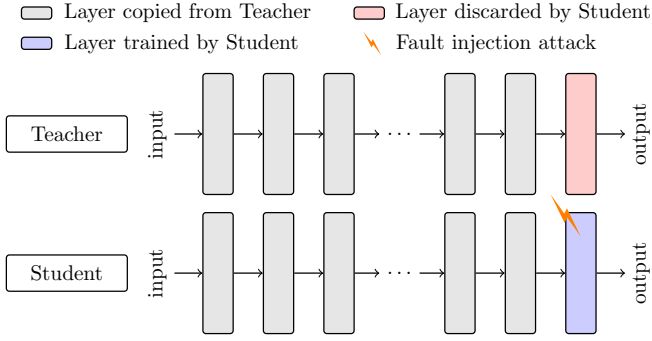 Layer copied from Teacher
Layer discarded by Student
Layer trained by Student
Fault injection attack
Teacher
input
· · ·
output
Student
input
· · ·
output